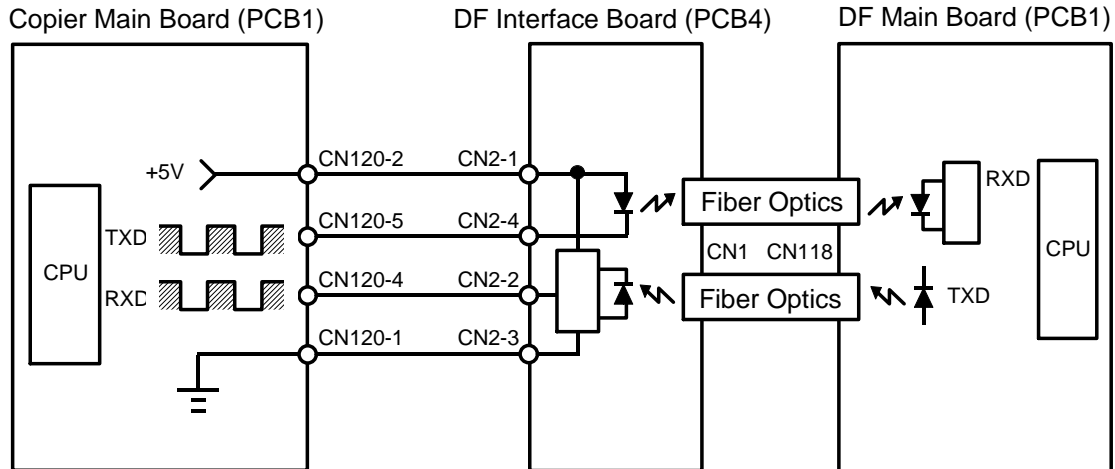 Copier Main Board (PCB1) DF Interface Board (PCB4) DF Main Board (PCB1)
+5V CN120-2 CN2-1
Fiber Optics RXD
TXD CN120-5 CN2-4
CPU CN1 CN118 CPU
RXD CN120-4 CN2-2
Fiber Optics TXD
CN120-1 CN2-3